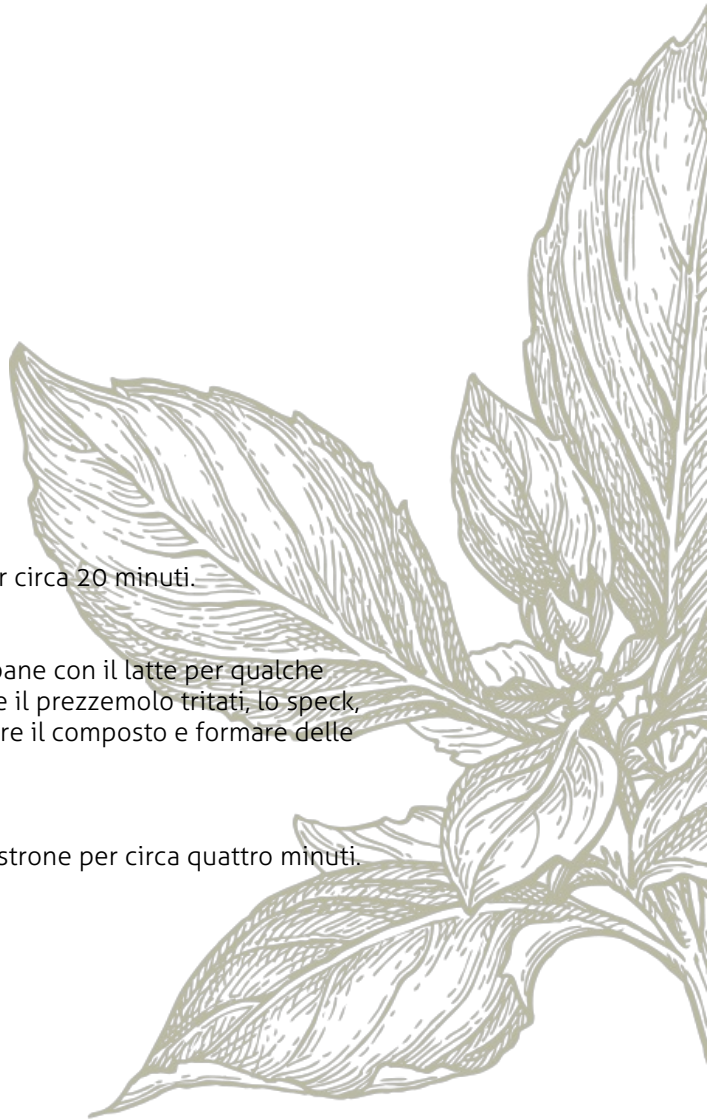 r circa 20 minuti.
pane con il latte per qualche
e il prezzemolo tritati, lo speck,
re il composto e formare delle
strone per circa quattro minuti.